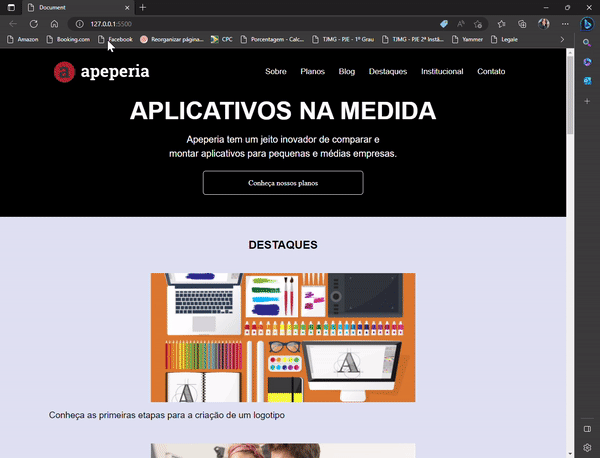 Document
127.0.0.1:5500
Amazon
Booking.com
Facebook
Reorganizar página...
CPC
Porcentagem - Calc...
TJMG - PJE - 1º Grau
TJMG - PJE 2ª Instâ...
Yammer
Legale
a apeperia
Sobre
Planos
Blog
Destaques
Institucional
Contato
APLICATIVOS NA MEDIDA
Apeperia tem um jeito inovador de comparar e
montar aplicativos para pequenas e médias empresas.
Conheça nossos planos
DESTAQUES
A
A
Conheça as primeiras etapas para a criação de um logotipo